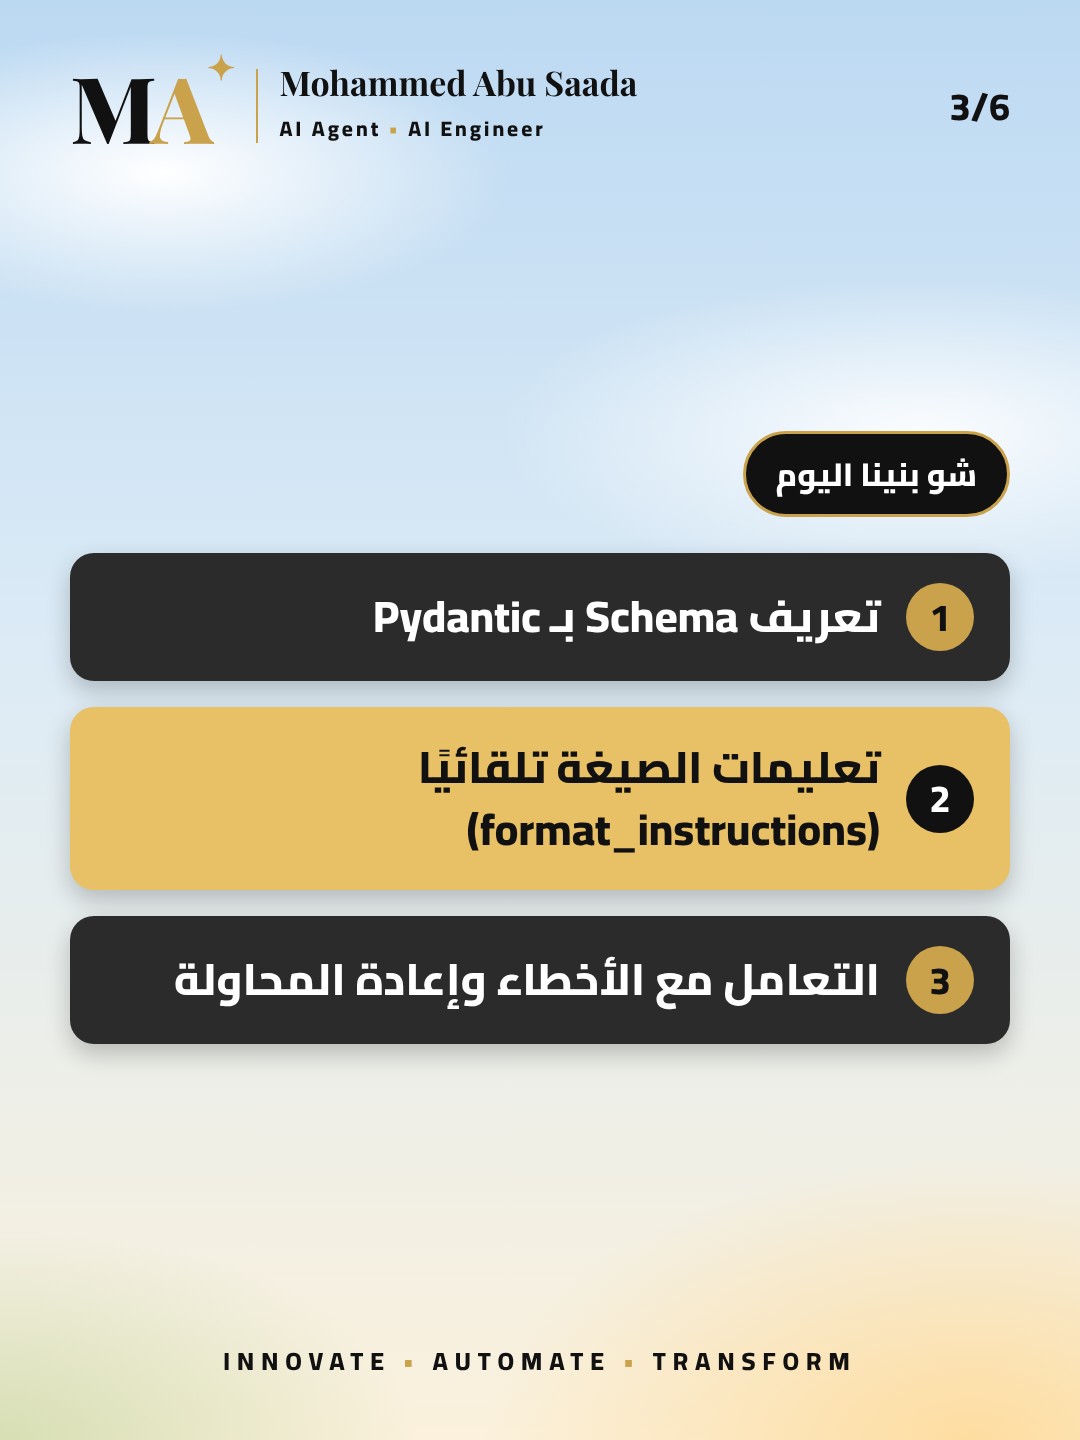 MA
Mohammed Abu Saada
AI Agent ▪ AI Engineer
3/6
شو بنينا اليوم
1 تعريف Schema بـ Pydantic
2 تعليمات الصيغة تلقائيًا
(format_instructions)
3 التعامل مع الأخطاء وإعادة المحاولة
INNOVATE ▪ AUTOMATE ▪ TRANSFORM